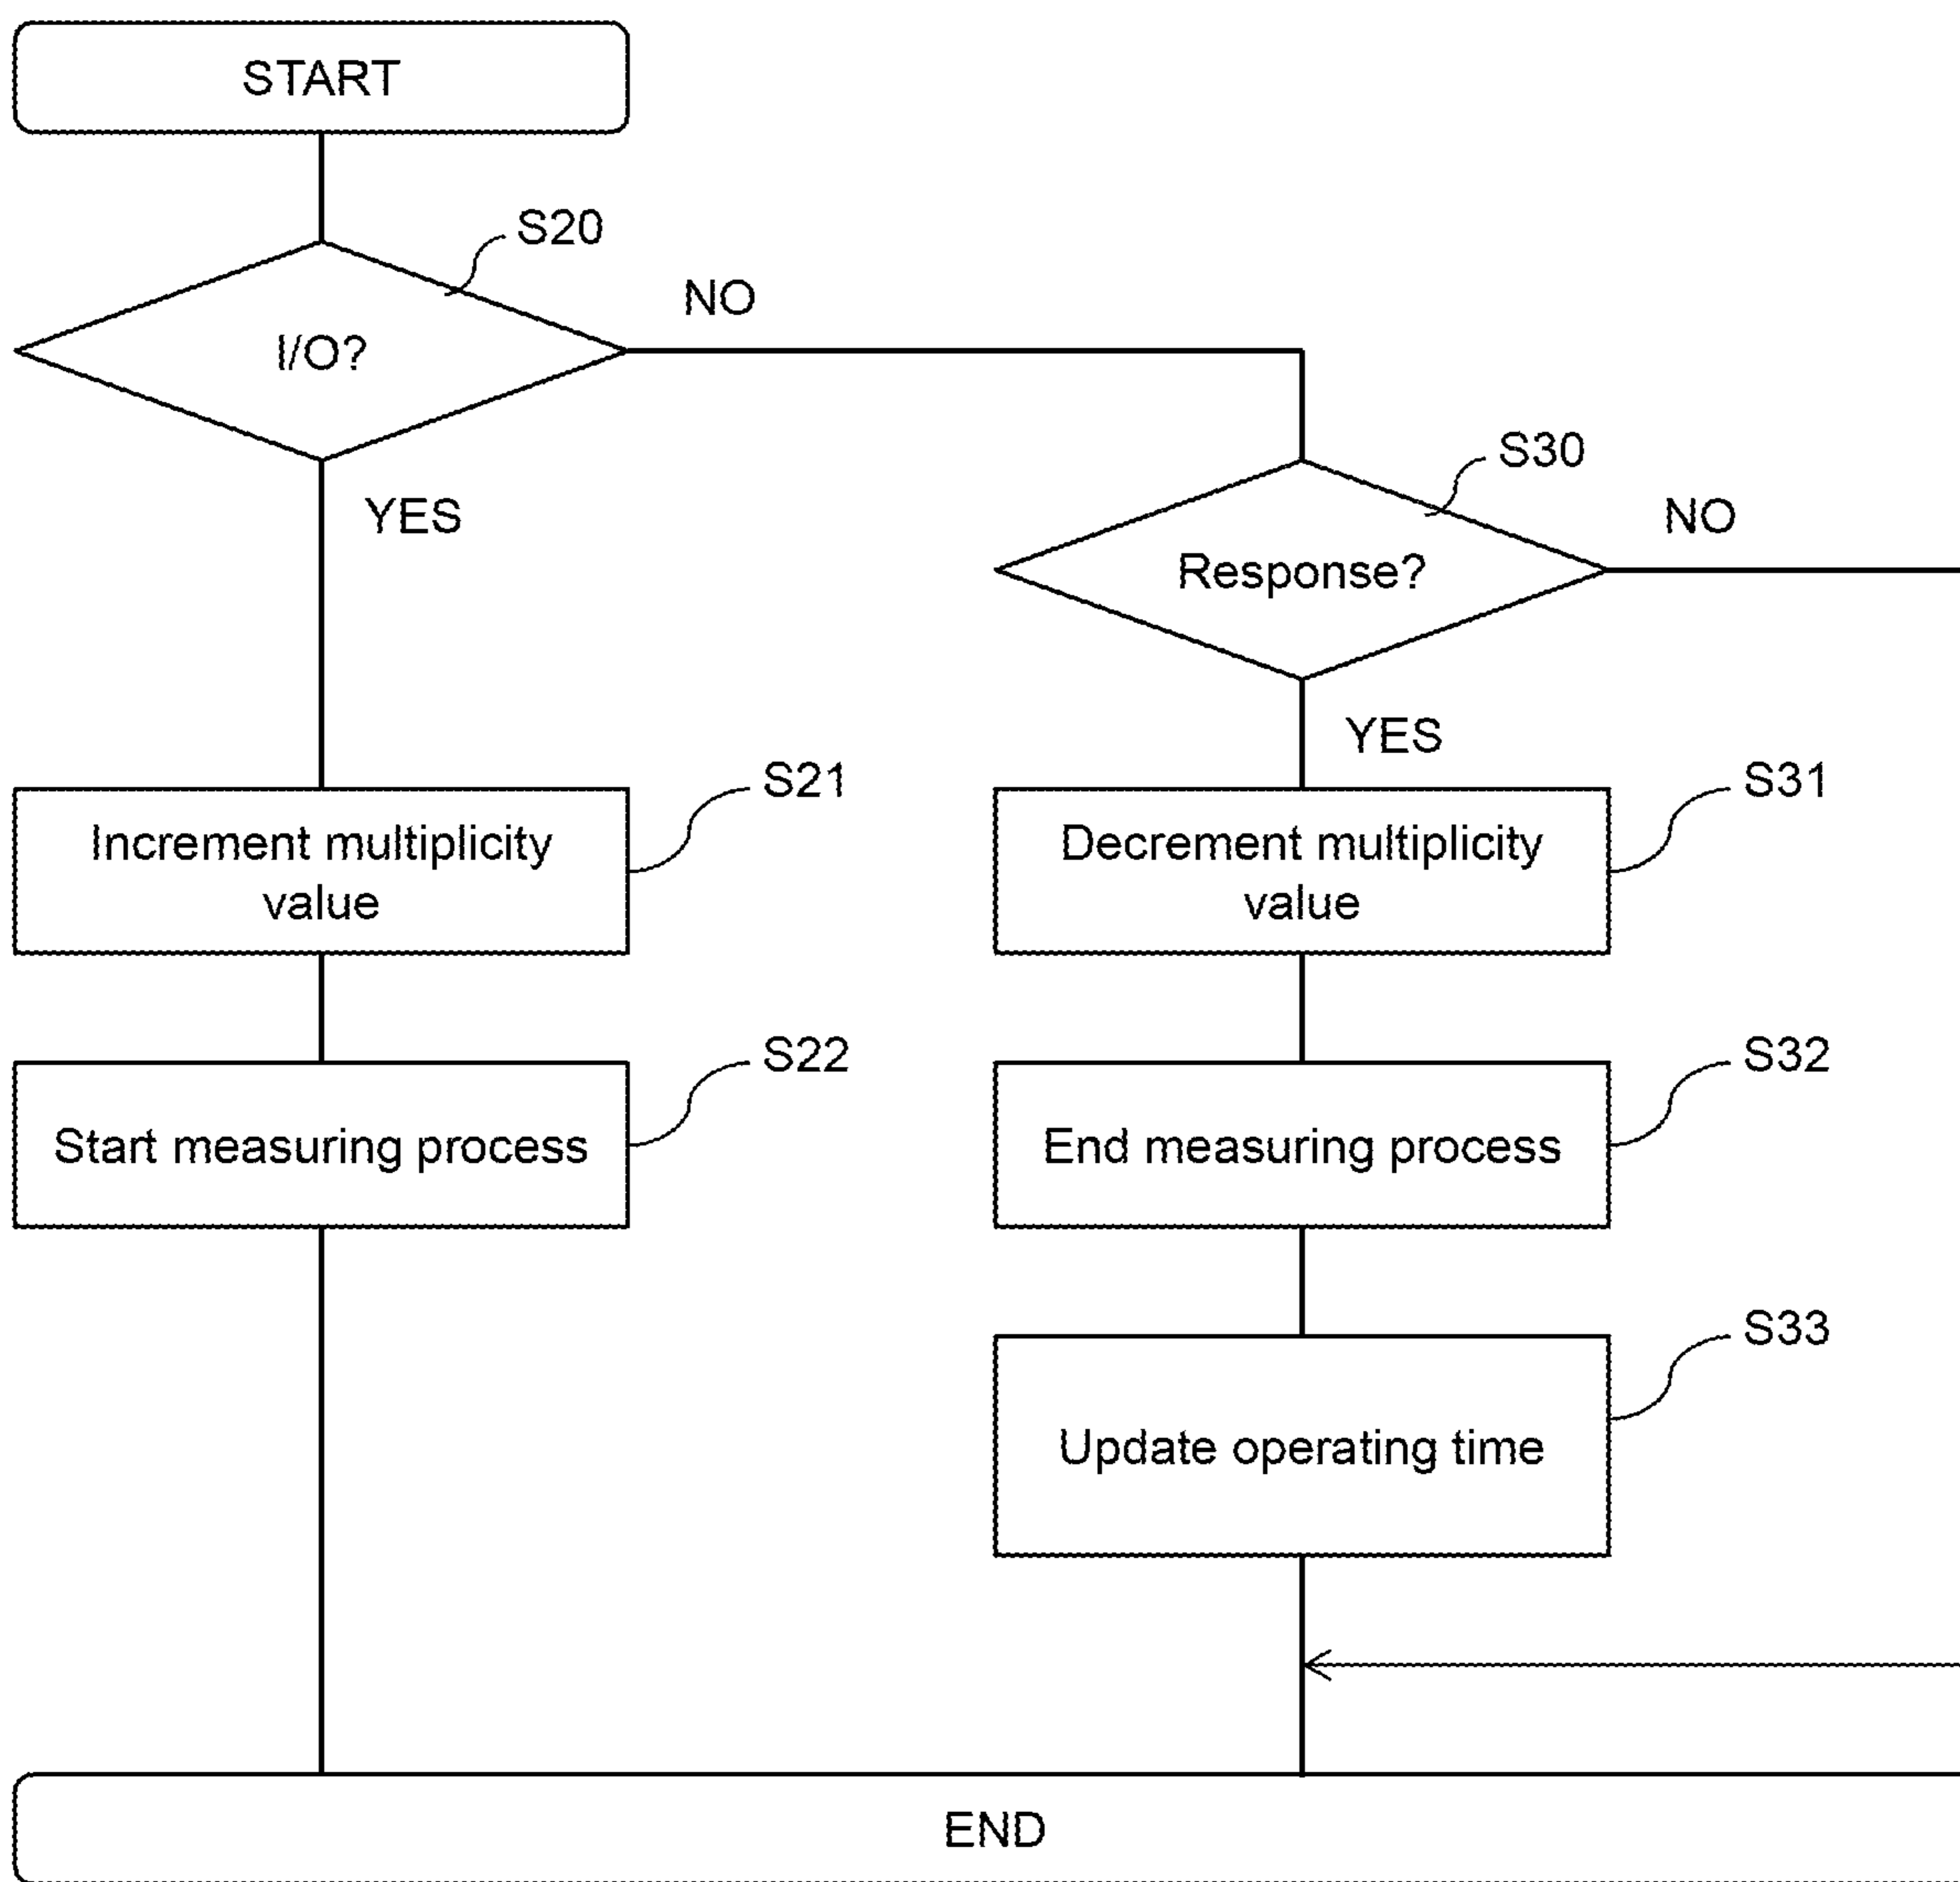 START
S20
NO
I/O?
YES
S30
NO
Response?
YES
S21
Increment multiplicity
value
S31
Decrement multiplicity
value
S22
Start measuring process
S32
End measuring process
S33
Update operating time
END